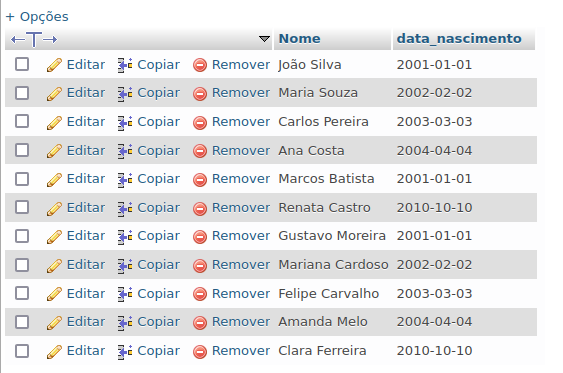 + Opções
Nome data_nascimento
Editar Copiar Remover João Silva 2001-01-01
Editar Copiar Remover Maria Souza 2002-02-02
Editar Copiar Remover Carlos Pereira 2003-03-03
Editar Copiar Remover Ana Costa 2004-04-04
Editar Copiar Remover Marcos Batista 2001-01-01
Editar Copiar Remover Renata Castro 2010-10-10
Editar Copiar Remover Gustavo Moreira 2001-01-01
Editar Copiar Remover Mariana Cardoso 2002-02-02
Editar Copiar Remover Felipe Carvalho 2003-03-03
Editar Copiar Remover Amanda Melo 2004-04-04
Editar Copiar Remover Clara Ferreira 2010-10-10